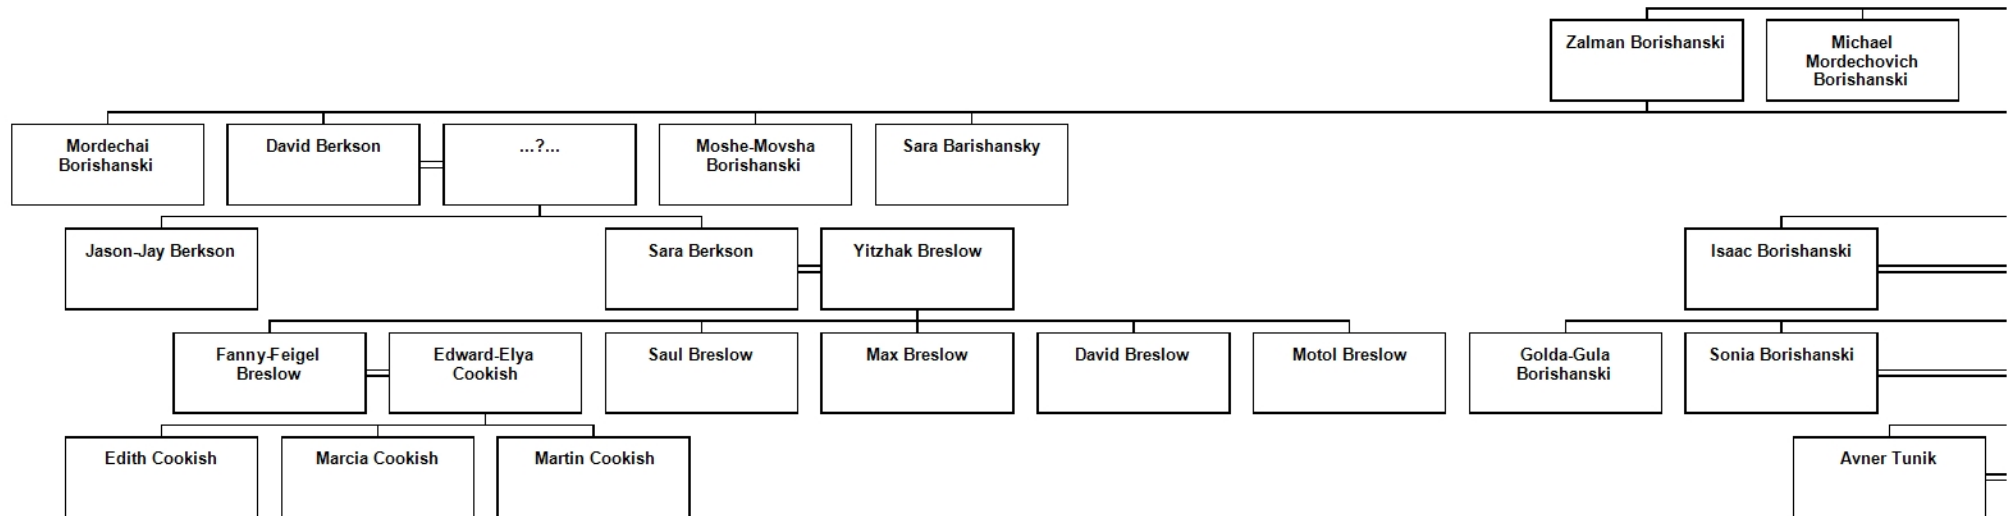 Zalman Borishanski
Michael
Mordechovich
Borishanski
Mordechai
Borishanski
David Berkson
...?...
Moshe-Movsha
Borishanski
Sara Barishansky
Jason-Jay Berkson
Sara Berkson
Yitzhak Breslow
Isaac Borishanski
Fanny-Feigel
Breslow
Edward-Elya
Cookish
Saul Breslow
Max Breslow
David Breslow
Motol Breslow
Golda-Gula
Borishanski
Sonia Borishanski
Edith Cookish
Marcia Cookish
Martin Cookish
Avner Tunik